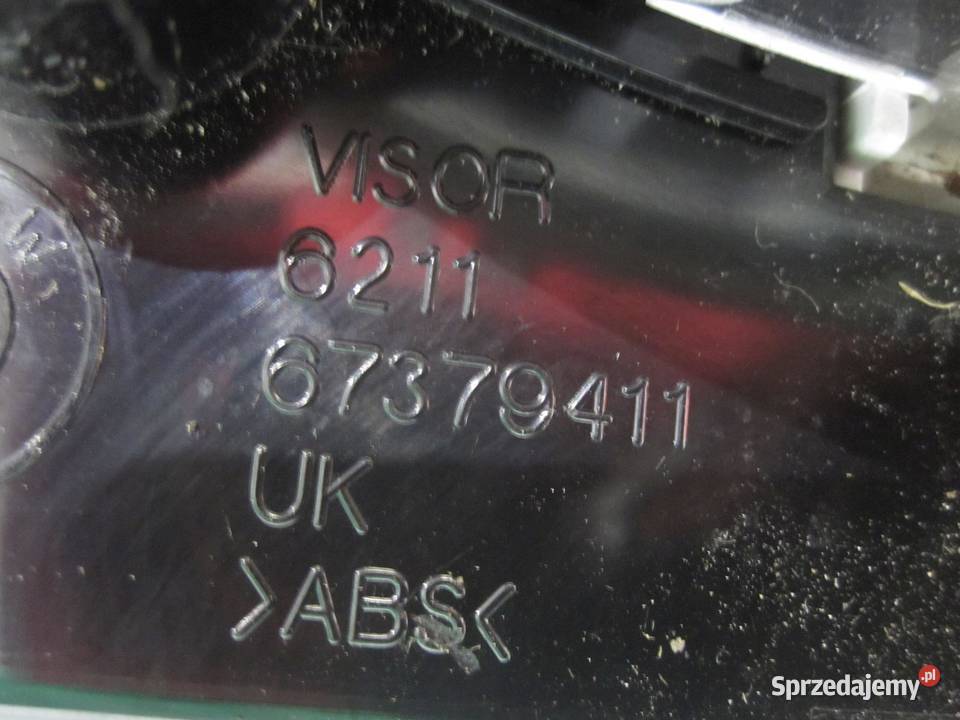 VISOR
6211
67379411
UK
>ABS<
Sprzedajemy.pl